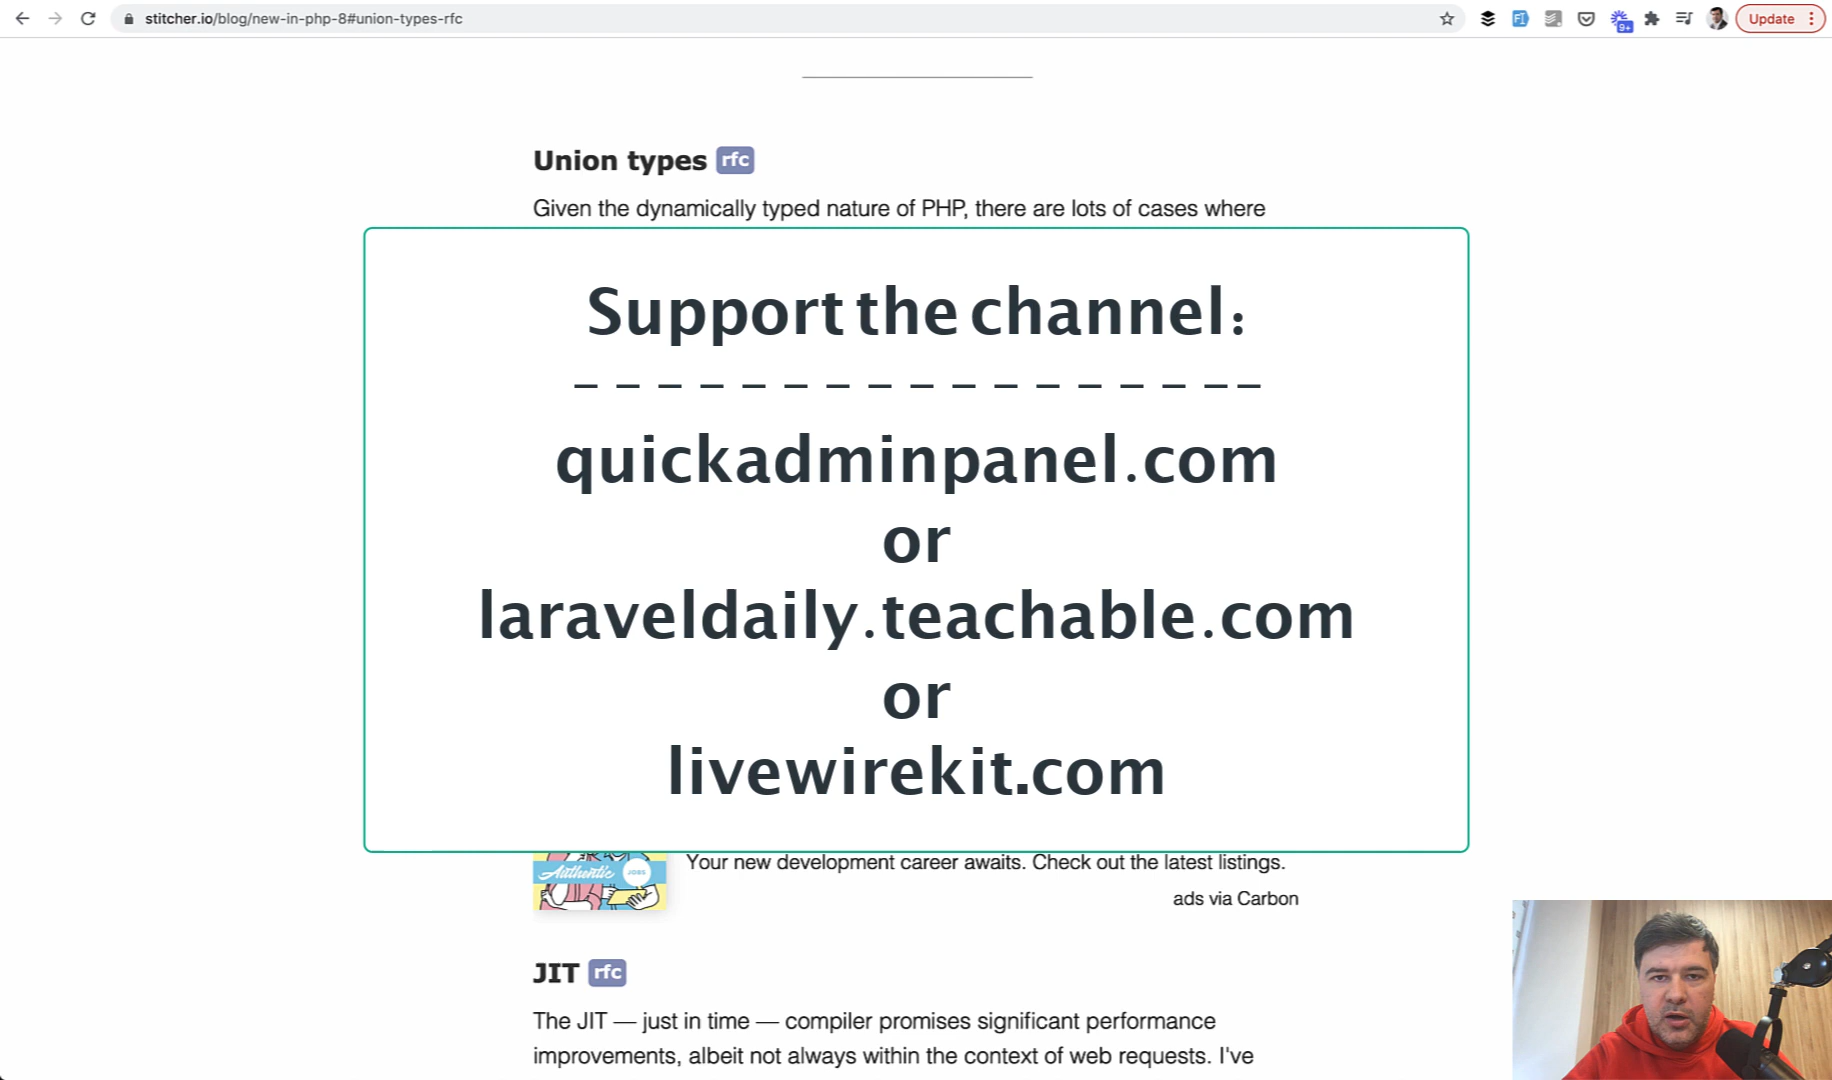 stitcher.io/blog/new-in-php-8#union-types-rfc
9+
Update
Union types rfc
Given the dynamically typed nature of PHP, there are lots of cases where
Support the channel:
------------------
quickadminpanel.com
or
laraveldaily.teachable.com
or
livewirekit.com
Authentic JOBS
Your new development career awaits. Check out the latest listings.
ads via Carbon
JIT rfc
The JIT — just in time — compiler promises significant performance
improvements, albeit not always within the context of web requests. I've